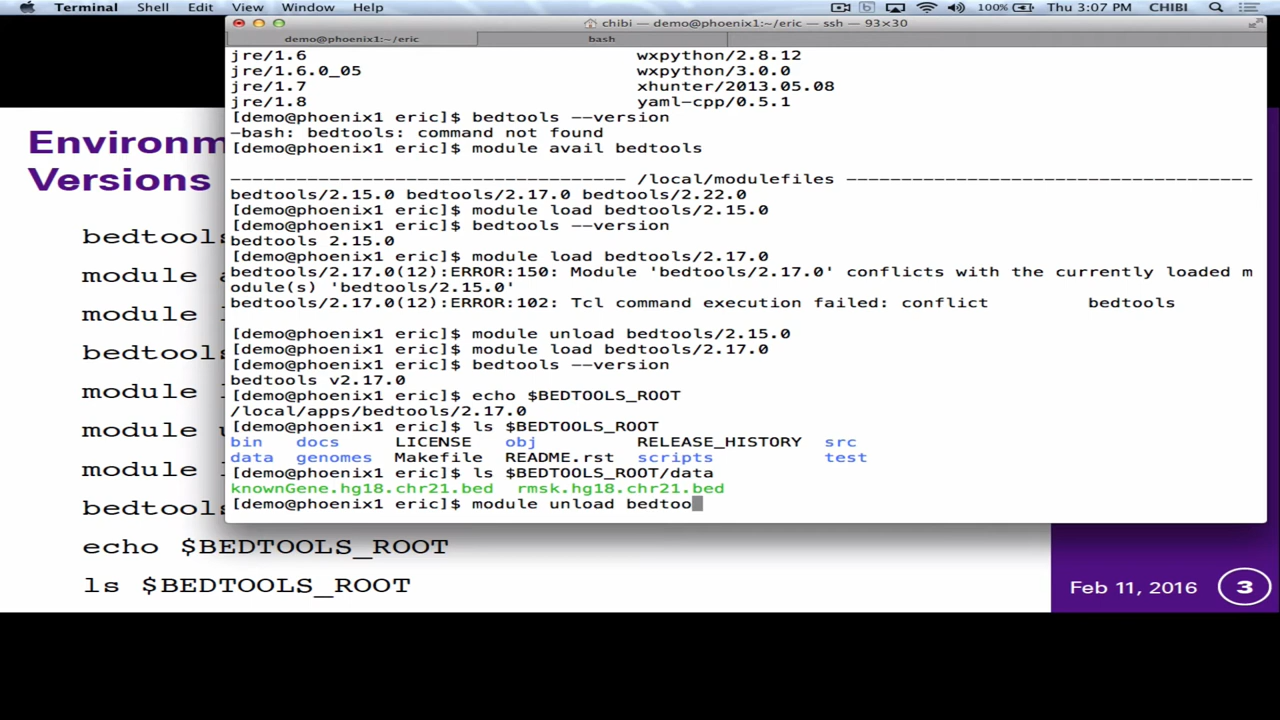 Terminal Shell Edit View Window Help 100% Thu 3:07 PM CHIBI
chibi — demo@phoenix1:~/eric — ssh — 93×30
demo@phoenix1:~/eric bash
jre/1.6 wxpython/2.8.12
jre/1.6.0_05 wxpython/3.0.0
jre/1.7 xhunter/2013.05.08
jre/1.8 yaml-cpp/0.5.1
[demo@phoenix1 eric]$ bedtools --version
-bash: bedtools: command not found
[demo@phoenix1 eric]$ module avail bedtools
------------------------------------ /local/modulefiles -------------------------------------
bedtools/2.15.0 bedtools/2.17.0 bedtools/2.22.0
[demo@phoenix1 eric]$ module load bedtools/2.15.0
[demo@phoenix1 eric]$ bedtools --version
bedtools 2.15.0
[demo@phoenix1 eric]$ module load bedtools/2.17.0
bedtools/2.17.0(12):ERROR:150: Module 'bedtools/2.17.0' conflicts with the currently loaded m
odule(s) 'bedtools/2.15.0'
bedtools/2.17.0(12):ERROR:102: Tcl command execution failed: conflict bedtools
[demo@phoenix1 eric]$ module unload bedtools/2.15.0
[demo@phoenix1 eric]$ module load bedtools/2.17.0
[demo@phoenix1 eric]$ bedtools --version
bedtools v2.17.0
[demo@phoenix1 eric]$ echo $BEDTOOLS_ROOT
/local/apps/bedtools/2.17.0
[demo@phoenix1 eric]$ ls $BEDTOOLS_ROOT
bin docs LICENSE obj RELEASE_HISTORY src
data genomes Makefile README.rst scripts test
[demo@phoenix1 eric]$ ls $BEDTOOLS_ROOT/data
knownGene.hg18.chr21.bed rmsk.hg18.chr21.bed
[demo@phoenix1 eric]$ module unload bedtoo
Environm
Versions
bedtools
module a
module l
bedtools
module l
module u
module l
bedtools
echo $BEDTOOLS_ROOT
ls $BEDTOOLS_ROOT
Feb 11, 2016 3